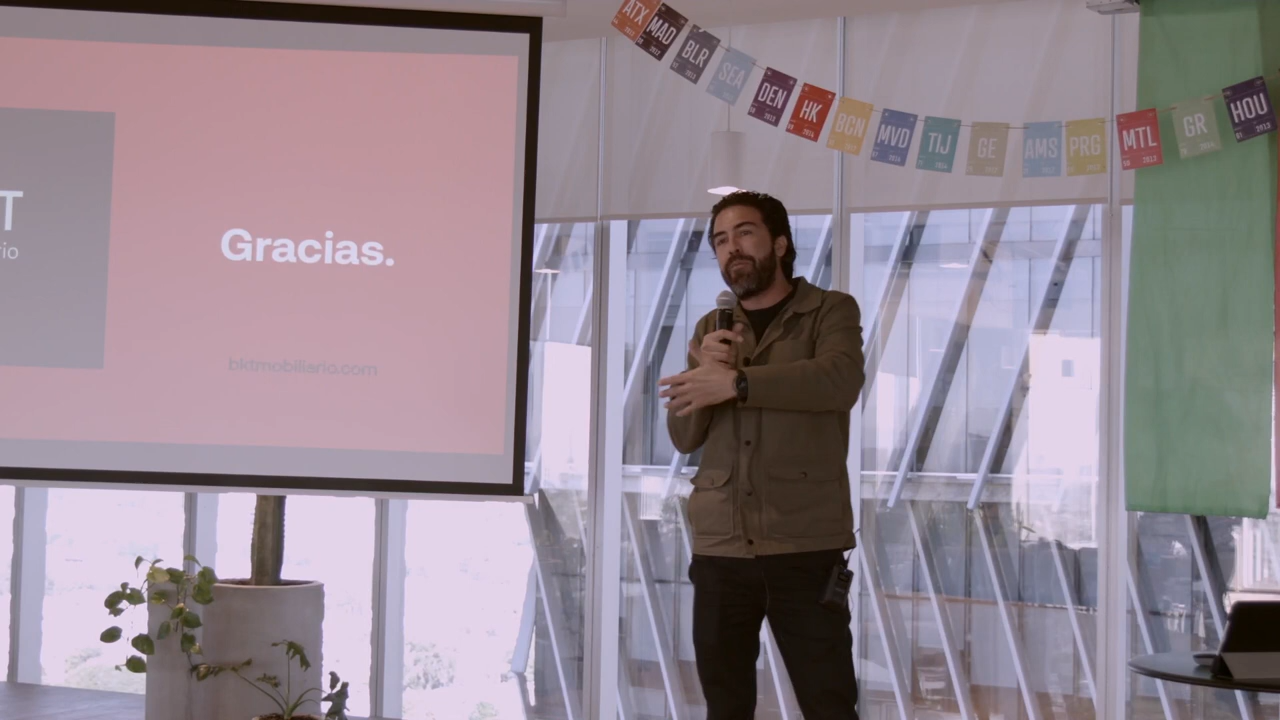 T
rio
Gracias.
bktmobiliario.com
ATX
MAD
BLR
SEA
DEN
HK
BCN
MVD
TIJ
GE
AMS
PRG
MTL
GR
HOU